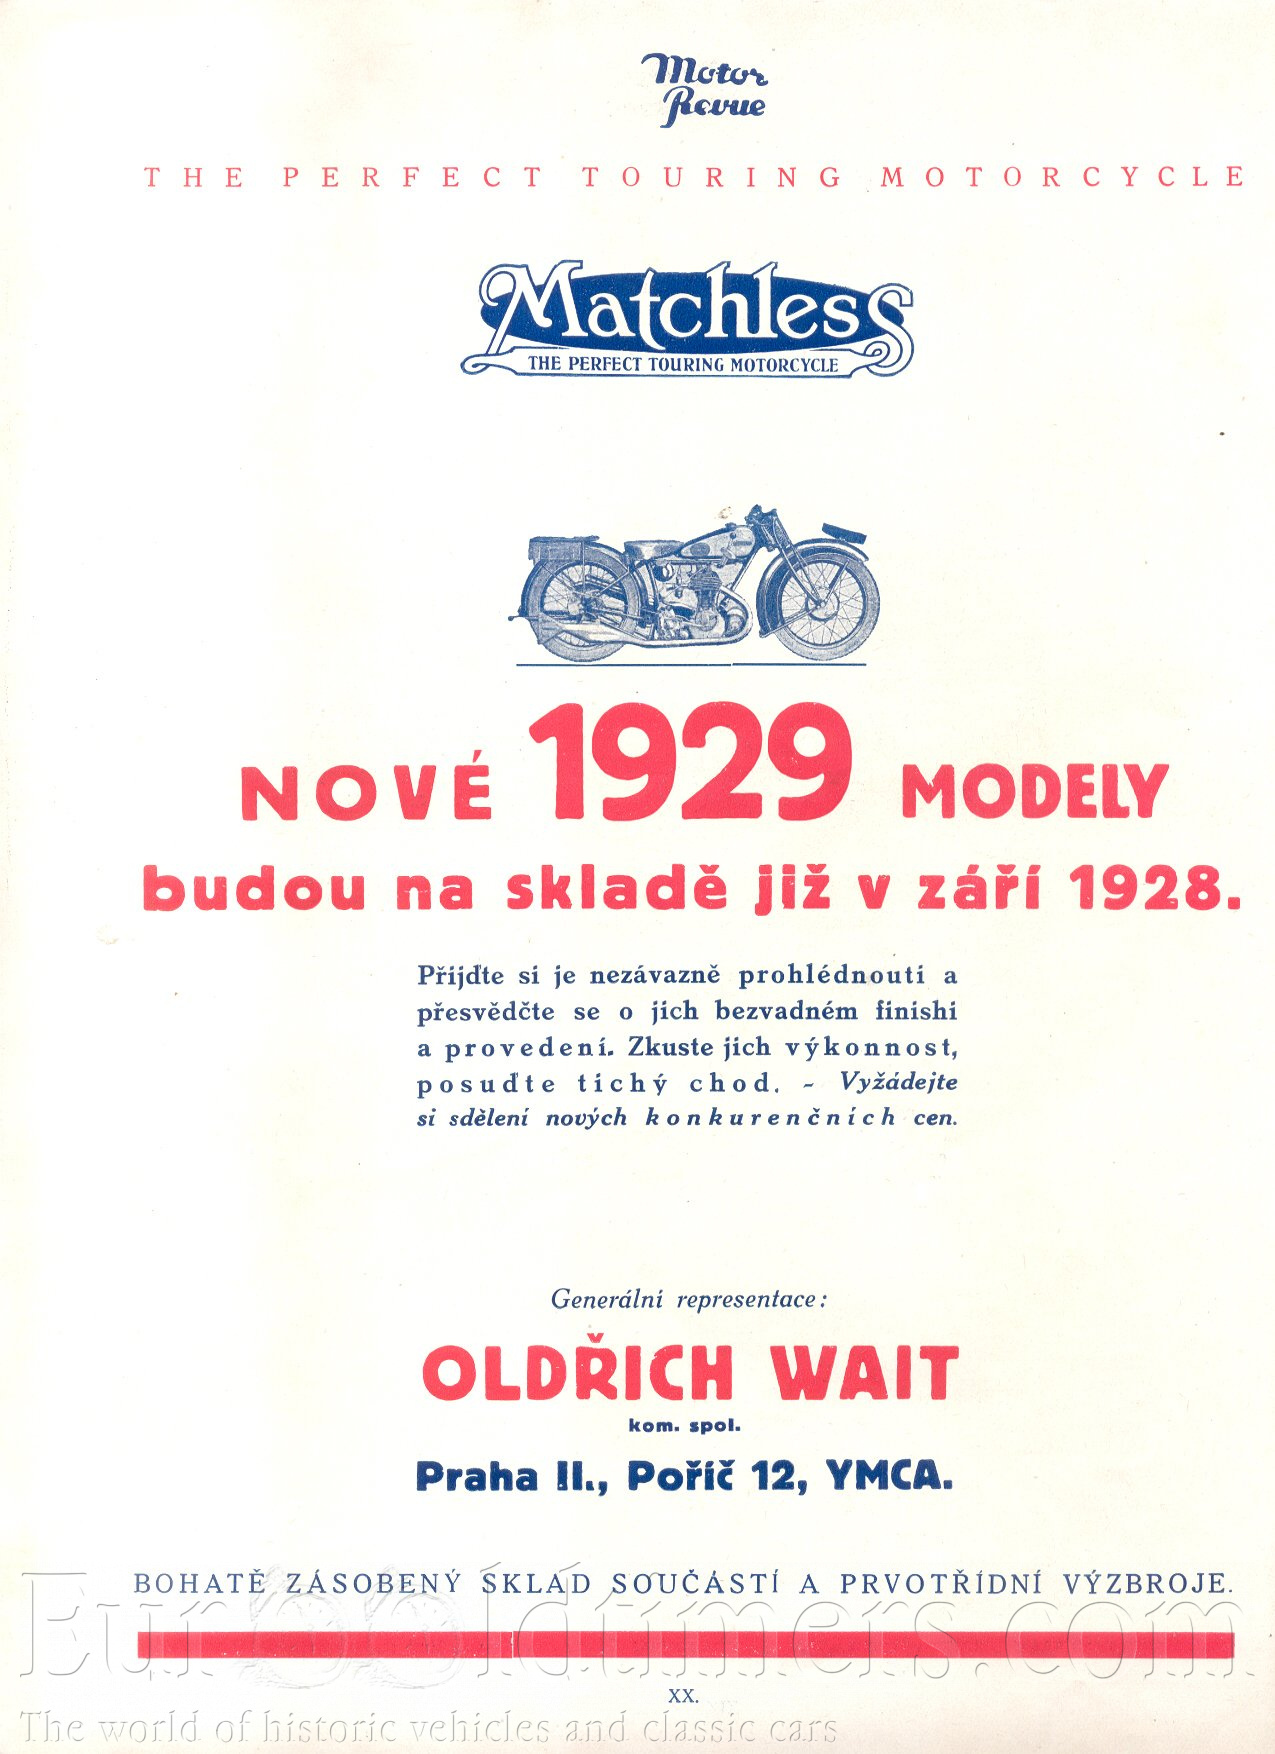 Motor
Revue
THE PERFECT TOURING MOTORCYCLE
Matchless
THE PERFECT TOURING MOTORCYCLE
NOVÉ 1929 MODELY
budou na skladě již v září 1928.
Přijďte si je nezávazně prohlédnouti a
přesvědčte se o jich bezvadném finishi
a provedení. Zkuste jich výkonnost,
posuďte tichý chod. - Vyžádejte
si sdělení nových konkurenčních cen.
Generální representace:
OLDŘICH WAIT
kom. spol.
Praha II., Poříč 12, YMCA.
BOHATĚ ZÁSOBENÝ SKLAD SOUČÁSTÍ A PRVOTŘÍDNÍ VÝZBROJE.
Eurooldtimers.com
XX.
The world of historic vehicles and classic cars